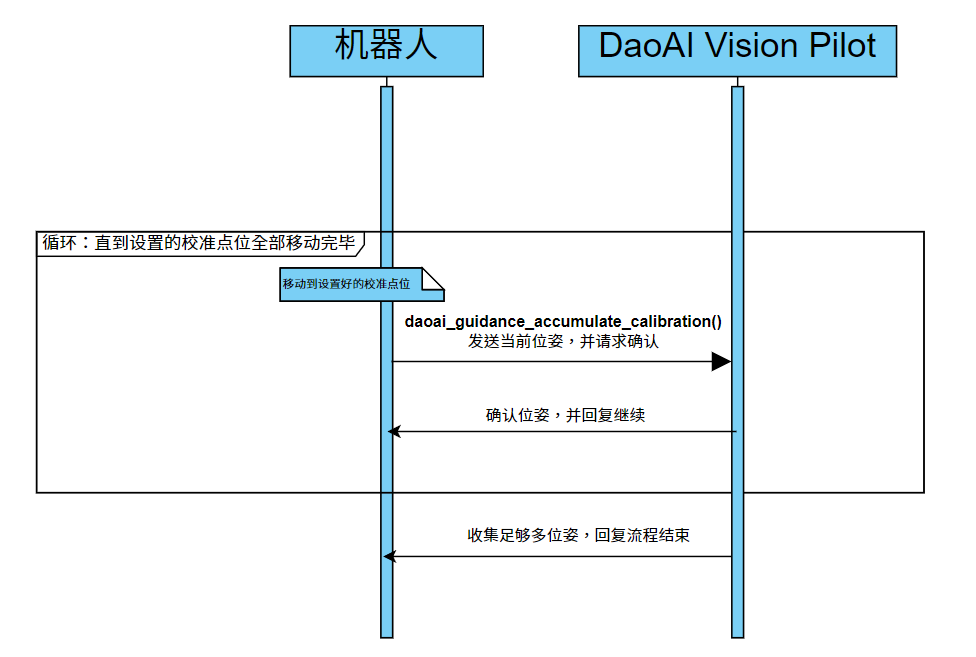 机器人
DaoAI Vision Pilot
循环：直到设置的校准点位全部移动完毕
移动到设置好的校准点位
daoai_guidance_accumulate_calibration()
发送当前位姿，并请求确认
确认位姿，并回复继续
收集足够多位姿，回复流程结束